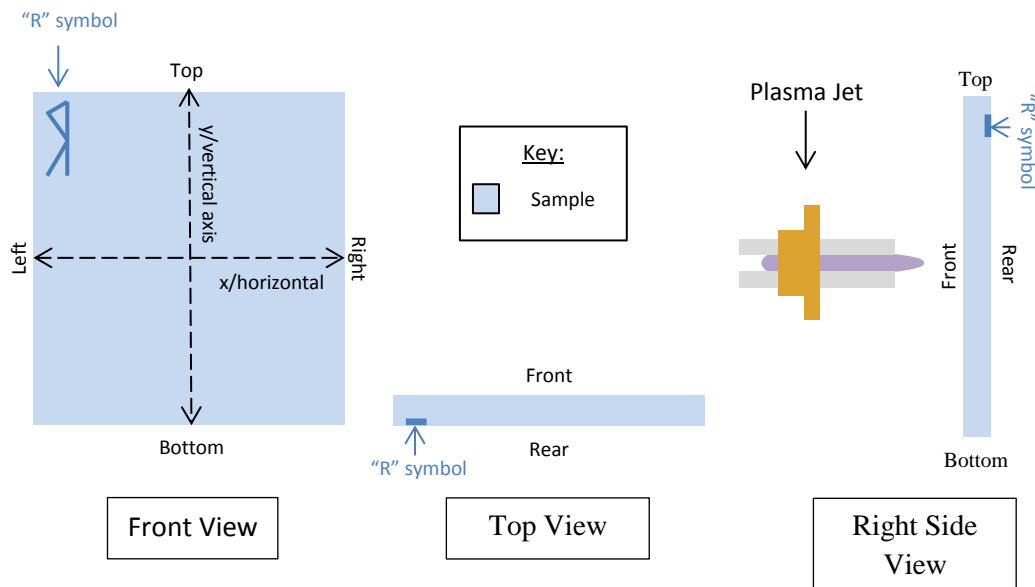 “R” symbol
Top
y/vertical axis
Left
Right
x/horizontal
Bottom
Front View
Key:
Sample
Front
Rear
“R” symbol
Top View
Plasma Jet
Top
“R”
symbol
Front
Rear
Bottom
Right Side
View